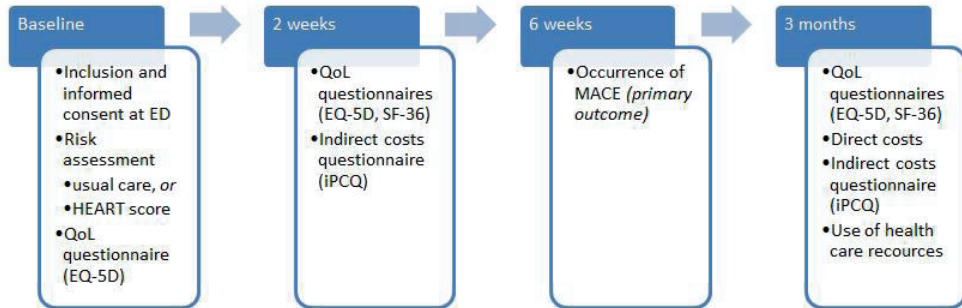 Baseline
•Inclusion and
informed
consent at ED
•Risk
assessment
•usual care, or
•HEART score
•QoL
questionnaire
(EQ-5D)
2 weeks
•QoL
questionnaires
(EQ-5D, SF-36)
•Indirect costs
questionnaire
(iPCQ)
6 weeks
•Occurrence of
MACE (primary
outcome)
3 months
•QoL
questionnaires
(EQ-5D, SF-36)
•Direct costs
•Indirect costs
questionnaire
(iPCQ)
•Use of health
care recources